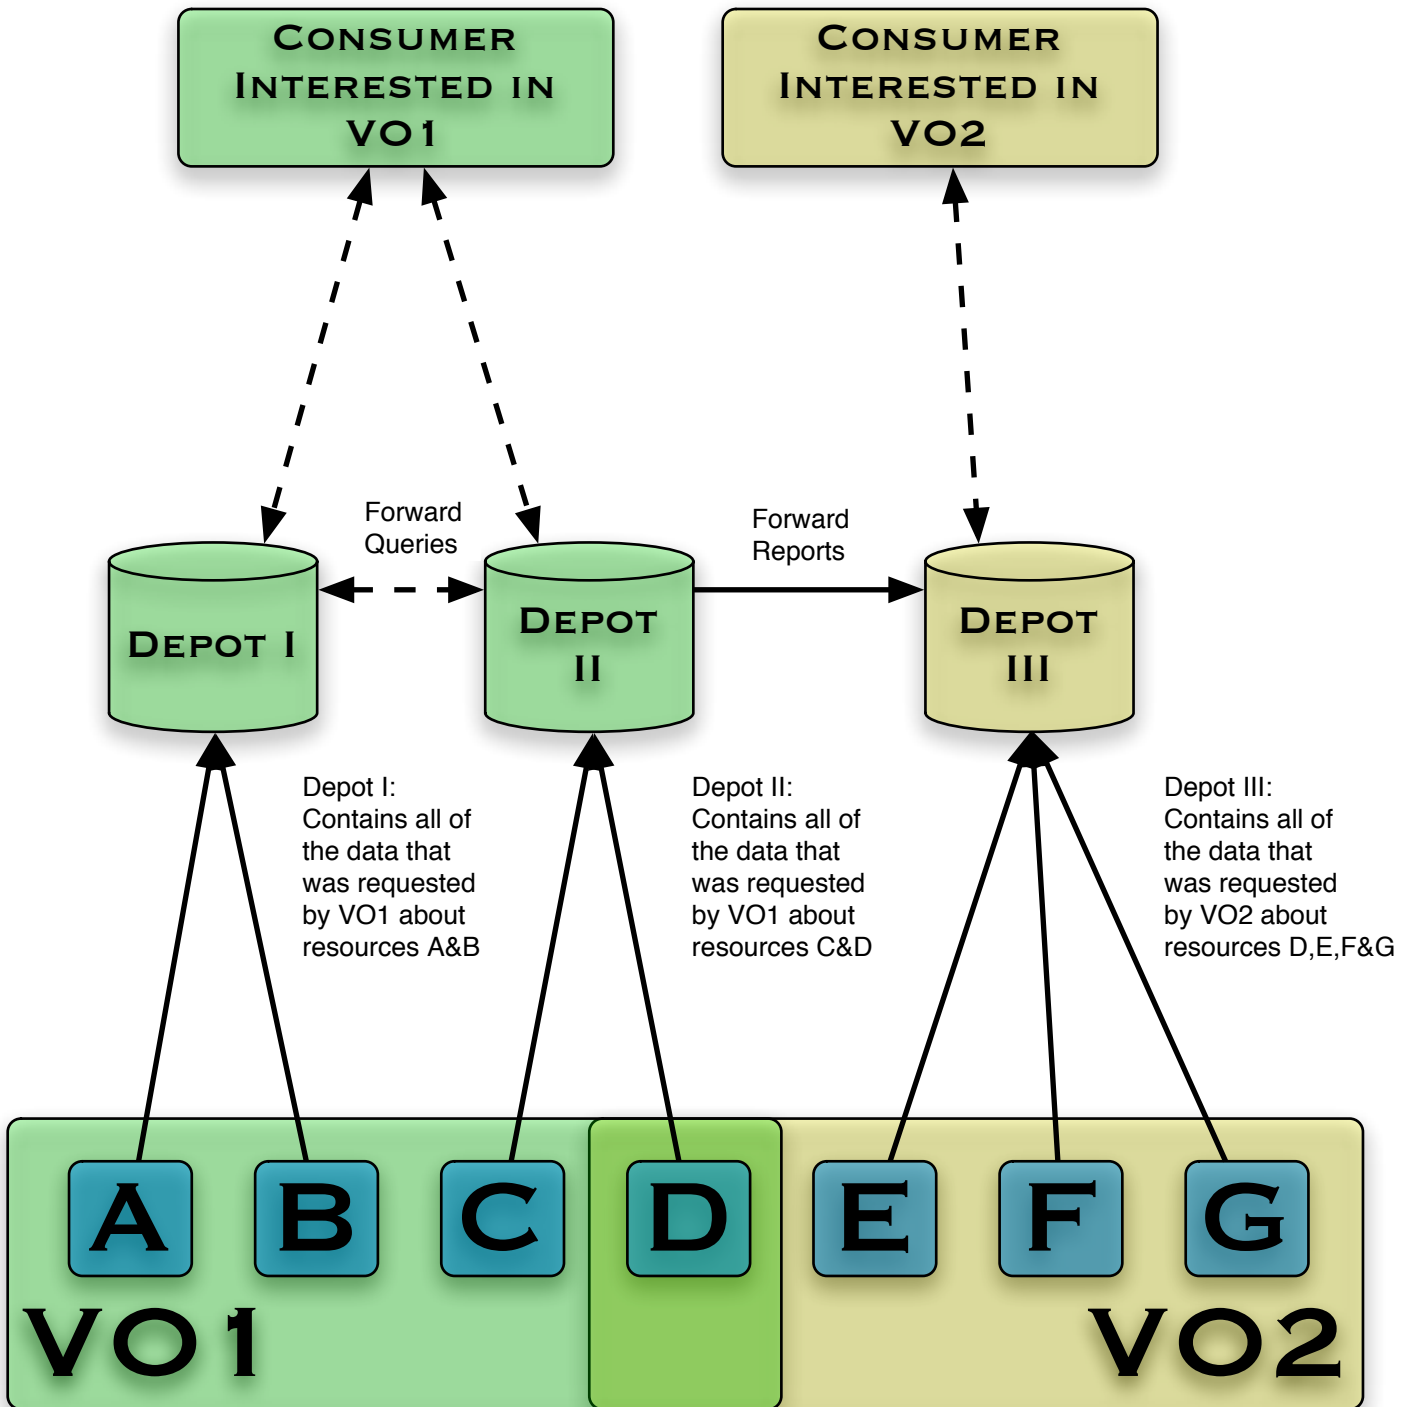 CONSUMER
INTERESTED IN
VO1
CONSUMER
INTERESTED IN
VO2
Forward
Queries
Forward
Reports
DEPOT I
DEPOT
II
DEPOT
III
Depot I:
Contains all of
the data that
was requested
by VO1 about
resources A&B
Depot II:
Contains all of
the data that
was requested
by VO1 about
resources C&D
Depot III:
Contains all of
the data that
was requested
by VO2 about
resources D,E,F&G
A
B
C
D
E
F
G
VO1
VO2